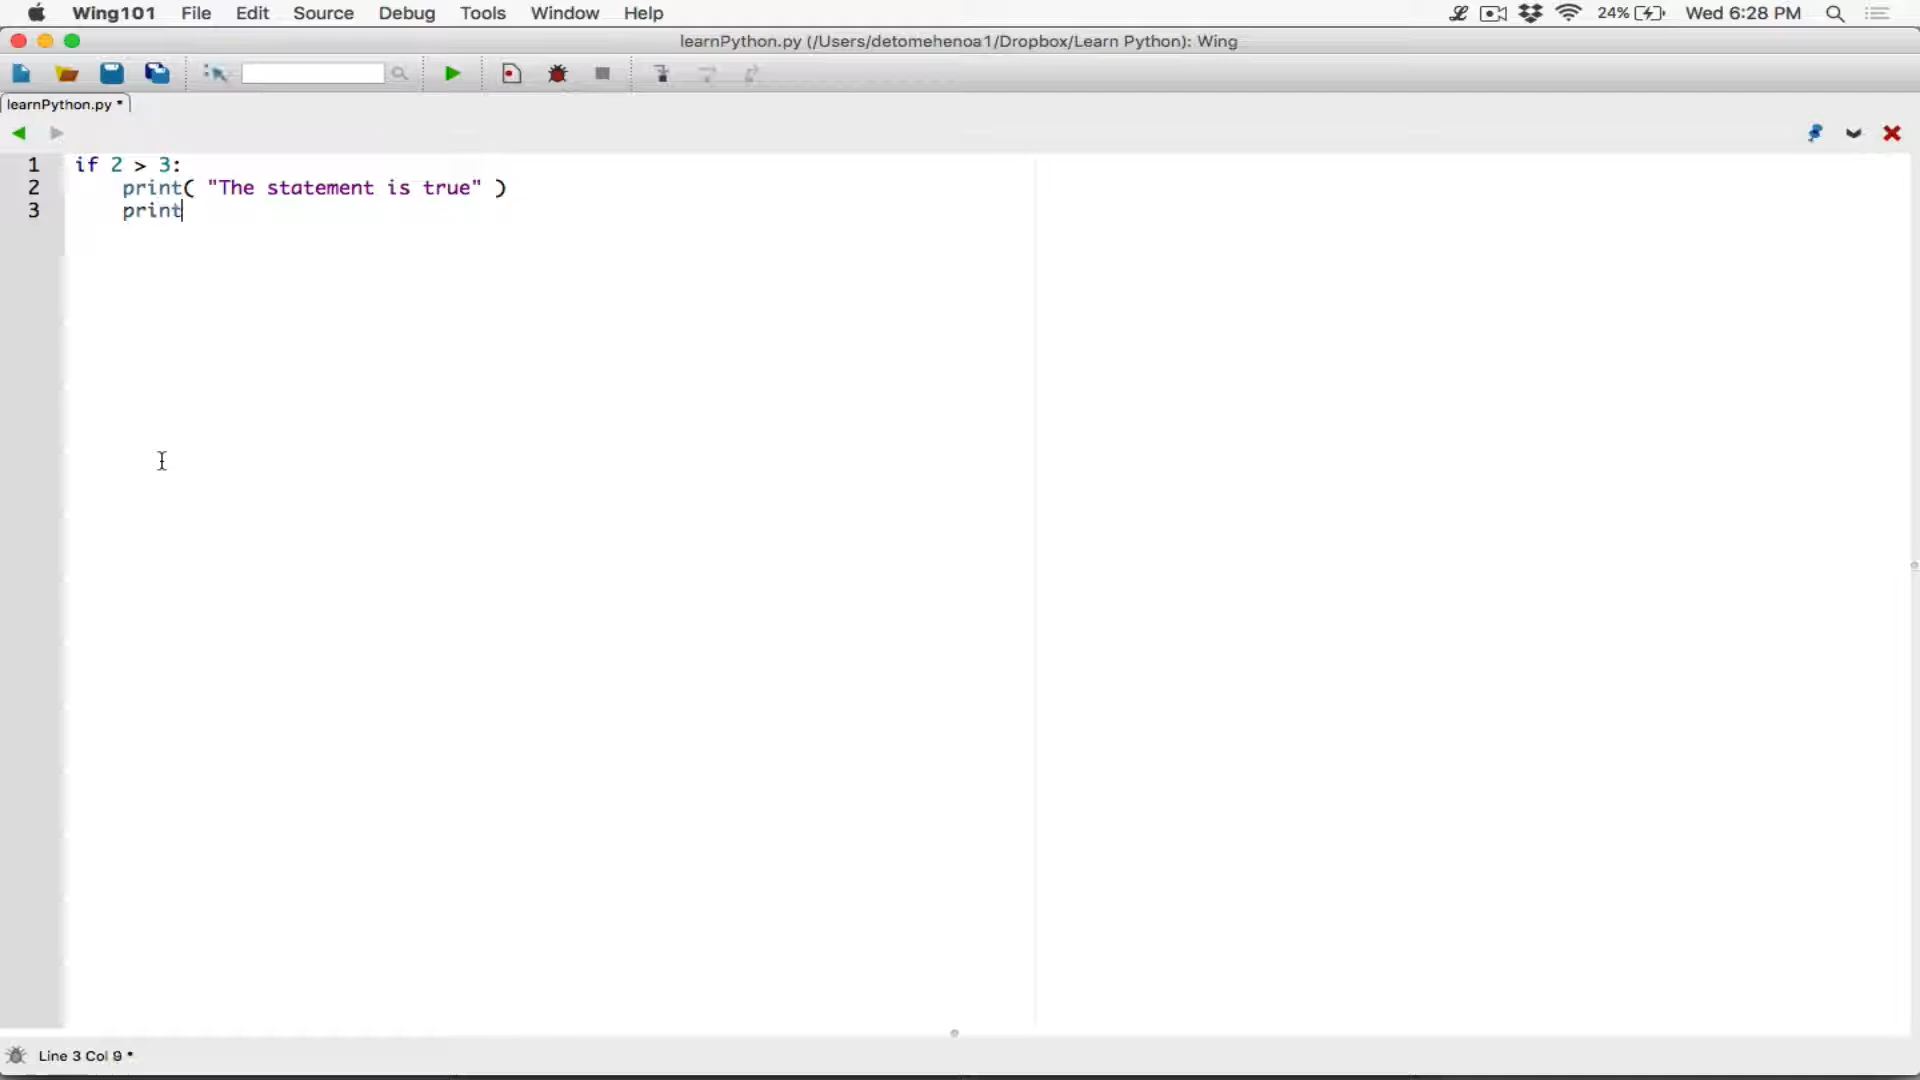 Wing101 File Edit Source Debug Tools Window Help 24% Wed 6:28 PM
learnPython.py (/Users/detomehenoa1/Dropbox/Learn Python): Wing
learnPython.py *
1 if 2 > 3:
2 print( "The statement is true" )
3 print
Line 3 Col 9 *